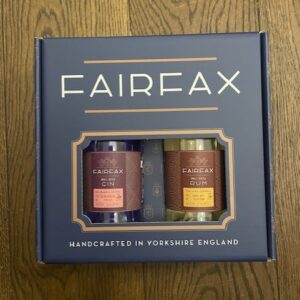 FAIRFAX
FAIRFAX
GIN
FAIRFAX
RUM
HANDCRAFTED IN YORKSHIRE ENGLAND